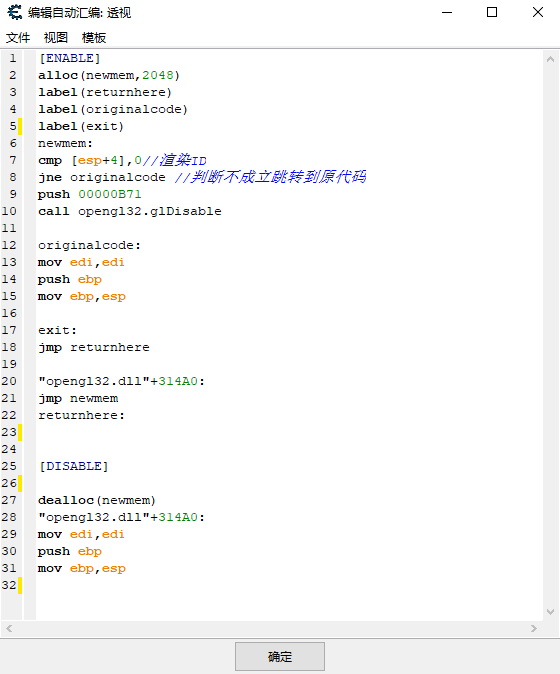 编辑自动汇编: 透视
文件 视图 模板
1 [ENABLE]
2 alloc(newmem,2048)
3 label(returnhere)
4 label(originalcode)
5 label(exit)
6 newmem:
7 cmp [esp+4],0//渲染ID
8 jne originalcode //判断不成立跳转到原代码
9 push 00000B71
10 call opengl32.glDisable
11
12 originalcode:
13 mov edi,edi
14 push ebp
15 mov ebp,esp
16
17 exit:
18 jmp returnhere
19
20 "opengl32.dll"+314A0:
21 jmp newmem
22 returnhere:
23
24
25 [DISABLE]
26
27 dealloc(newmem)
28 "opengl32.dll"+314A0:
29 mov edi,edi
30 push ebp
31 mov ebp,esp
32
确定